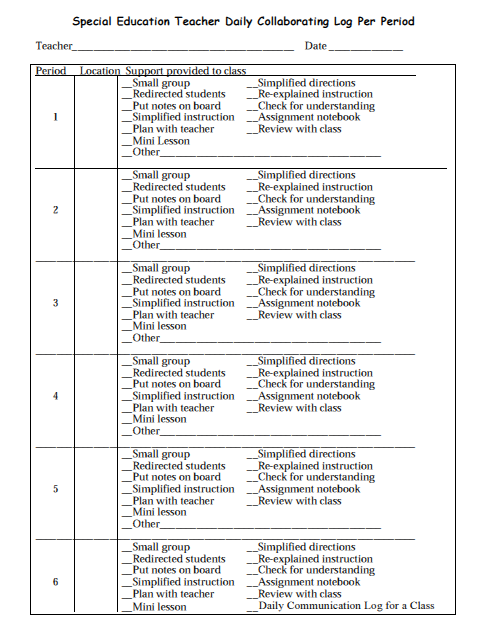 Special Education Teacher Daily Collaborating Log Per Period
Teacher____________________ Date____________
Period Location Support provided to class
__Small group __Simplified directions
__Redirected students __Re-explained instruction
__Put notes on board __Check for understanding
1 __Simplified instruction __Assignment notebook
__Plan with teacher __Review with class
__Mini Lesson
__Other____________________
__Small group __Simplified directions
__Redirected students __Re-explained instruction
__Put notes on board __Check for understanding
2 __Simplified instruction __Assignment notebook
__Plan with teacher __Review with class
__Mini lesson
__Other____________________
__Small group __Simplified directions
__Redirected students __Re-explained instruction
__Put notes on board __Check for understanding
3 __Simplified instruction __Assignment notebook
__Plan with teacher __Review with class
__Mini lesson
__Other____________________
__Small group __Simplified directions
__Redirected students __Re-explained instruction
__Put notes on board __Check for understanding
4 __Simplified instruction __Assignment notebook
__Plan with teacher __Review with class
__Mini lesson
__Other____________________
__Small group __Simplified directions
__Redirected students __Re-explained instruction
__Put notes on board __Check for understanding
5 __Simplified instruction __Assignment notebook
__Plan with teacher __Review with class
__Mini lesson
__Other____________________
__Small group __Simplified directions
__Redirected students __Re-explained instruction
__Put notes on board __Check for understanding
6 __Simplified instruction __Assignment notebook
__Plan with teacher __Review with class
__Mini lesson __Daily Communication Log for a Class